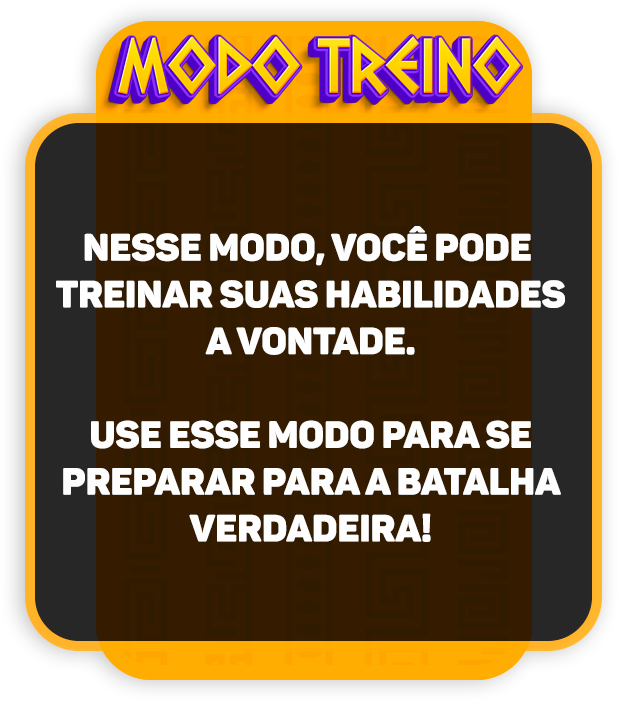 MODO TREINO
NESSE MODO, VOCÊ PODE
TREINAR SUAS HABILIDADES
A VONTADE.
USE ESSE MODO PARA SE
PREPARAR PARA A BATALHA
VERDADEIRA!